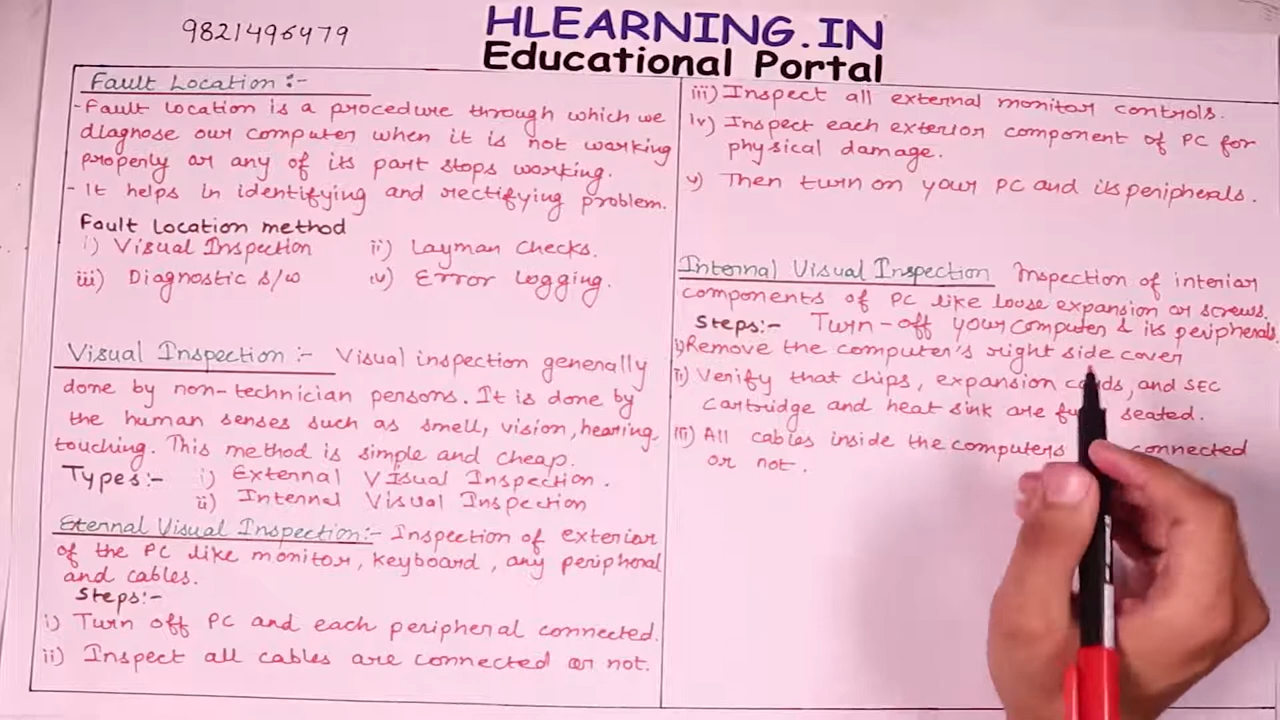 9821496479
HLEARNING.IN
Educational Portal
Fault Location :-
- Fault Location is a procedure through which we
diagnose our computer when it is not working
properly or any of its part stops working.
- It helps in identifying and rectifying problem.
Fault Location method
i) Visual Inspection ii) Layman Checks.
iii) Diagnostic S/W iv) Error Logging.
Visual Inspection :- Visual inspection generally
done by non-technician persons. It is done by
the human senses such as smell, vision, hearing,
touching. This method is simple and cheap.
Types:- i) External Visual Inspection.
ii) Internal Visual Inspection
Eternal Visual Inspection:- Inspection of exterior
of the PC like monitor, keyboard, any peripheral
and cables.
Steps:-
i) Turn off PC and each peripheral connected.
ii) Inspect all cables are connected or not.
iii) Inspect all external monitor controls.
iv) Inspect each exterior component of PC for
physical damage.
v) Then turn on your PC and its peripherals.
Internal Visual Inspection Inspection of interior
components of PC like loose expansion or screws.
Steps:- Turn-off your computer & its peripherals.
i) Remove the computer's right side cover
ii) Verify that chips, expansion cards, and SEC
Cartridge and heat sink are seated.
iii) All cables inside the computers connected
or not.